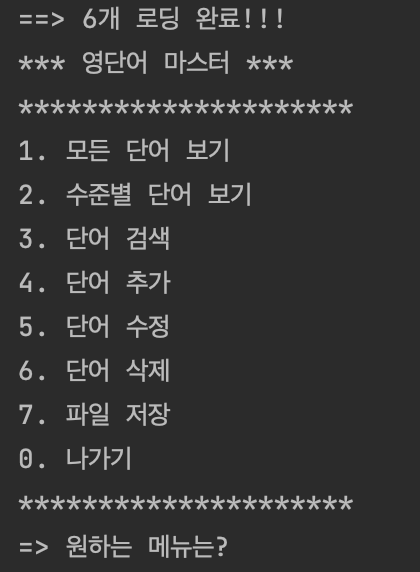 ==> 6개 로딩 완료!!!
*** 영단어 마스터 ***
*********************
1. 모든 단어 보기
2. 수준별 단어 보기
3. 단어 검색
4. 단어 추가
5. 단어 수정
6. 단어 삭제
7. 파일 저장
0. 나가기
*********************
=> 원하는 메뉴는?